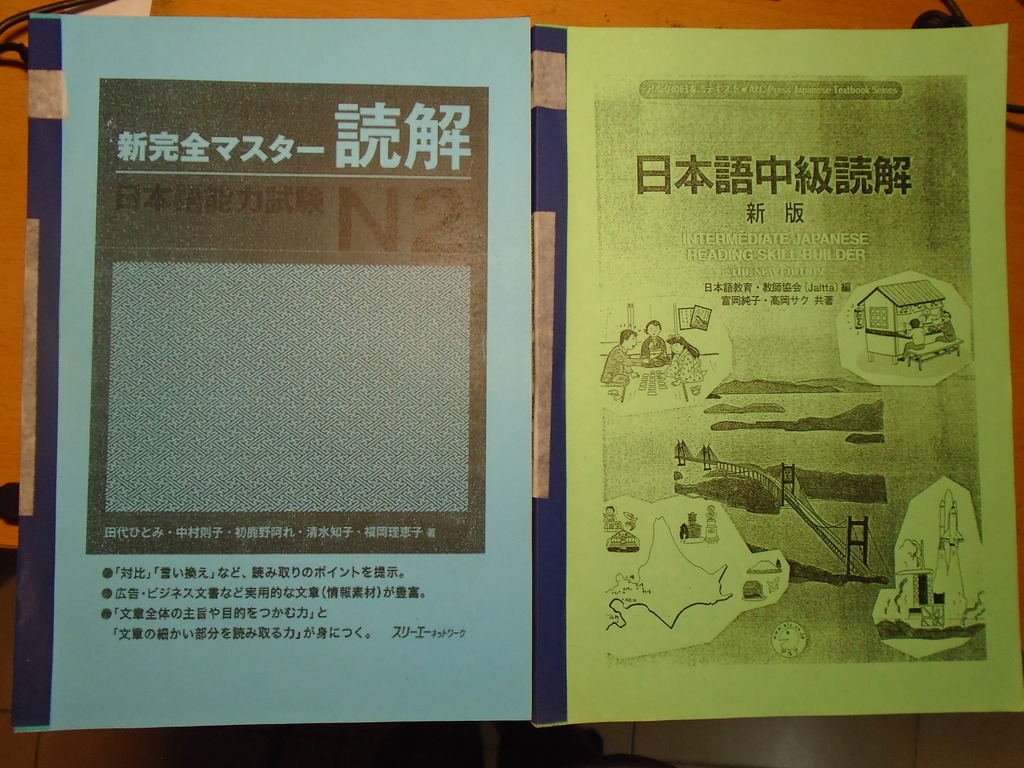 新完全マスター 読解
日本語能力試験 N2
田代ひとみ・中村則子・初鹿野阿れ・清水知子・福岡理恵子 著
●「対比」「言い換え」など、読み取りのポイントを提示。
●広告・ビジネス文書など実用的な文章(情報素材)が豊富。
●「文章全体の主旨や目的をつかむ力」と
「文章の細かい部分を読み取る力」が身につく。
スリーエーネットワーク
アルクの日本語テキスト●ALC Press Japanese Textbook Series
日本語中級読解
新 版
INTERMEDIATE JAPANESE
READING SKILL BUILDER
THE NEW EDITION
日本語教育・教師協会(Jaltta)編
富岡純子・高岡サク 共著
アルク